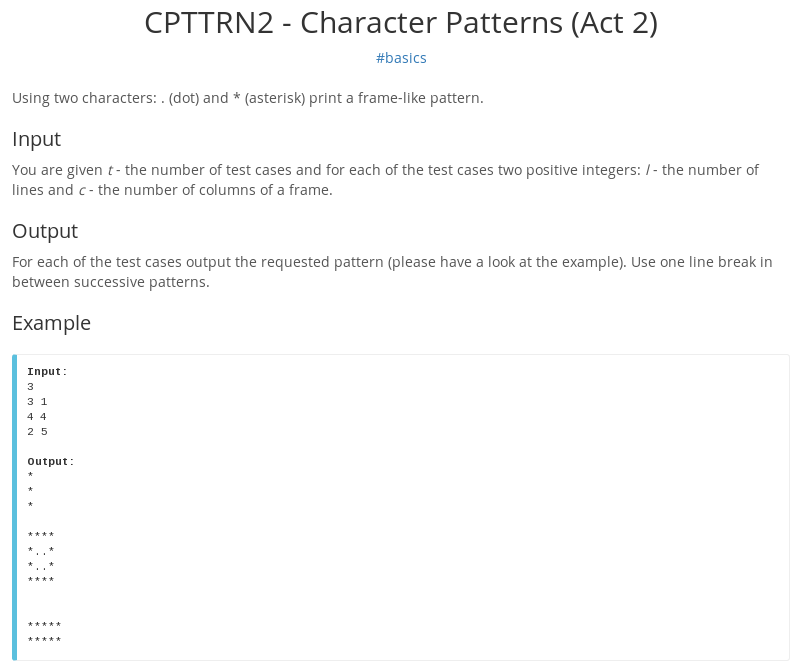 CPTTRN2 - Character Patterns (Act 2)
#basics
Using two characters: . (dot) and * (asterisk) print a frame-like pattern.
Input
You are given t - the number of test cases and for each of the test cases two positive integers: l - the number of
lines and c - the number of columns of a frame.
Output
For each of the test cases output the requested pattern (please have a look at the example). Use one line break in
between successive patterns.
Example
Input:
3
3 1
4 4
2 5
Output:
*
*
*
****
*..*
*..*
****
*****
*****